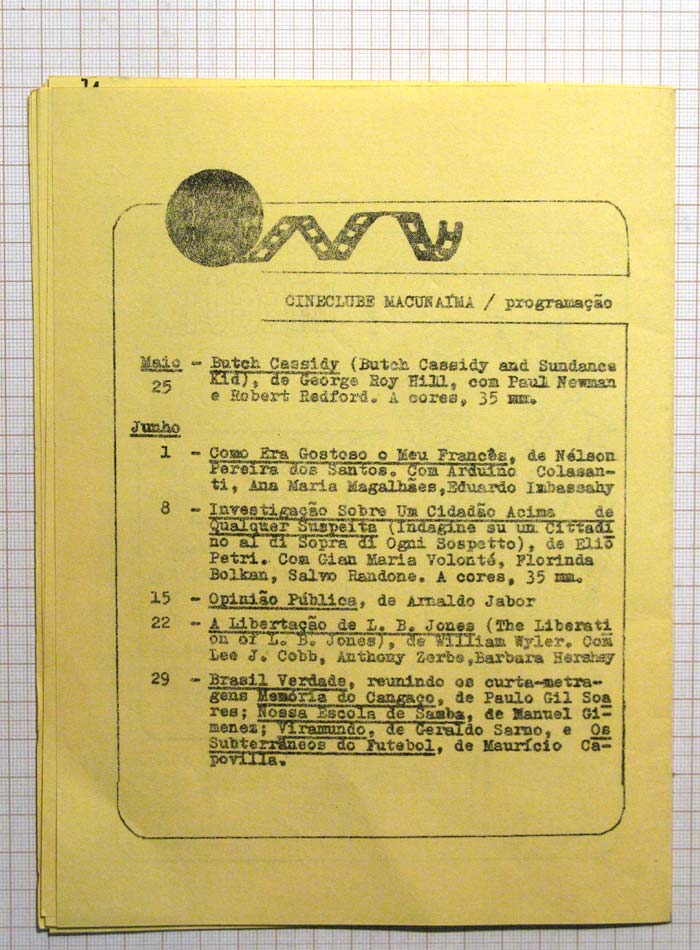 14
CINECLUBE MACUNAÍMA / programação
Maio - Butch Cassidy (Butch Cassidy and Sundance
25 Kid), de George Roy Hill, com Paul Newman
e Robert Redford. A cores, 35 mm.
Junho
1 - Como Era Gostoso o Meu Francês, de Nélson
Pereira dos Santos. Com Arduino Colasan-
ti, Ana Maria Magalhães,Eduardo Imbassahy
8 - Investigação Sobre Um Cidadão Acima de
Qualquer Suspeita (Indagine su un Cittadi
no al di Sopra di Ogni Sospetto), de Elio
Petri. Com Gian Maria Volonté, Florinda
Bolkan, Salvo Randone. A cores, 35 mm.
15 - Opinião Pública, de Arnaldo Jabor
22 - A Libertação de L. B. Jones (The Liberati
on of L. B. Jones), de William Wyler. Com
Lee J. Cobb, Anthony Zerbe,Barbara Hershey
29 - Brasil Verdade, reunindo os curta-metra-
gens Memória do Cangaço, de Paulo Gil Soa
res; Nossa Escola de Samba, de Manuel Gi-
menez; Viramundo, de Geraldo Sarno, e Os
Subterrâneos do Futebol, de Maurício Ca-
povilla.